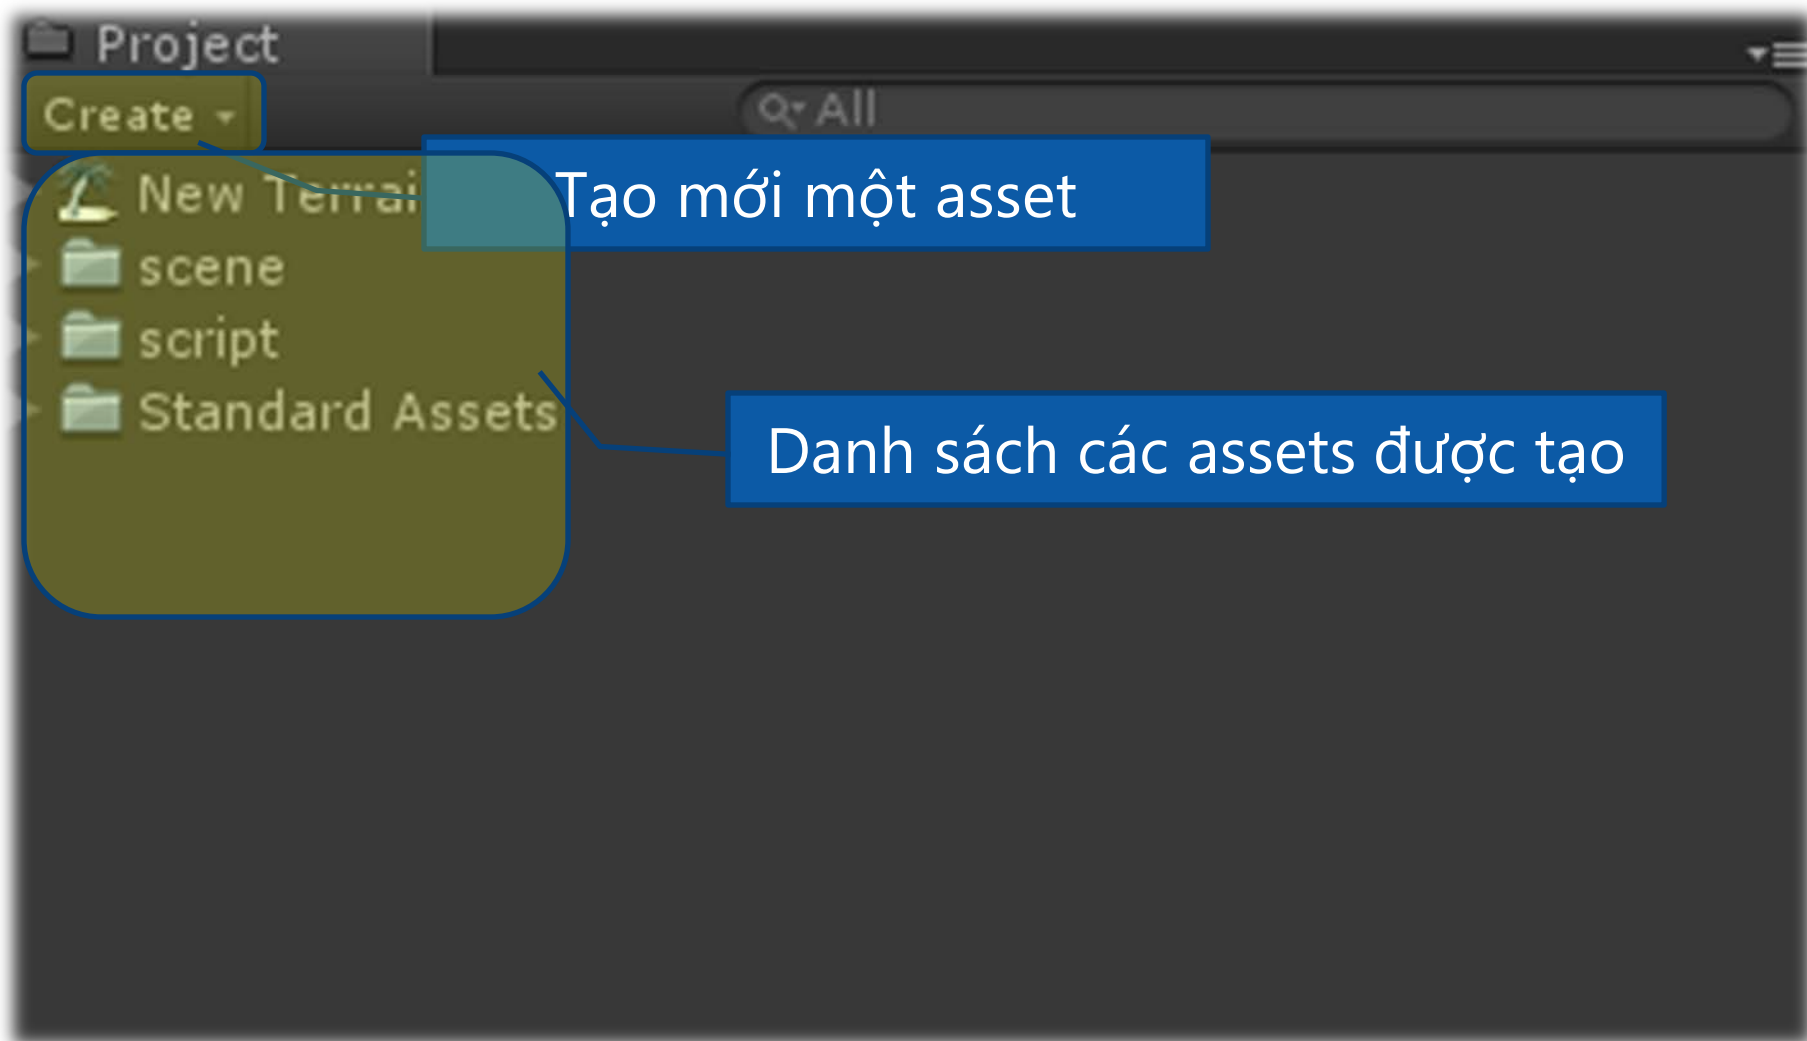 Project
Create
All
New Terrai
Tạo mới một asset
scene
script
Standard Assets
Danh sách các assets được tạo